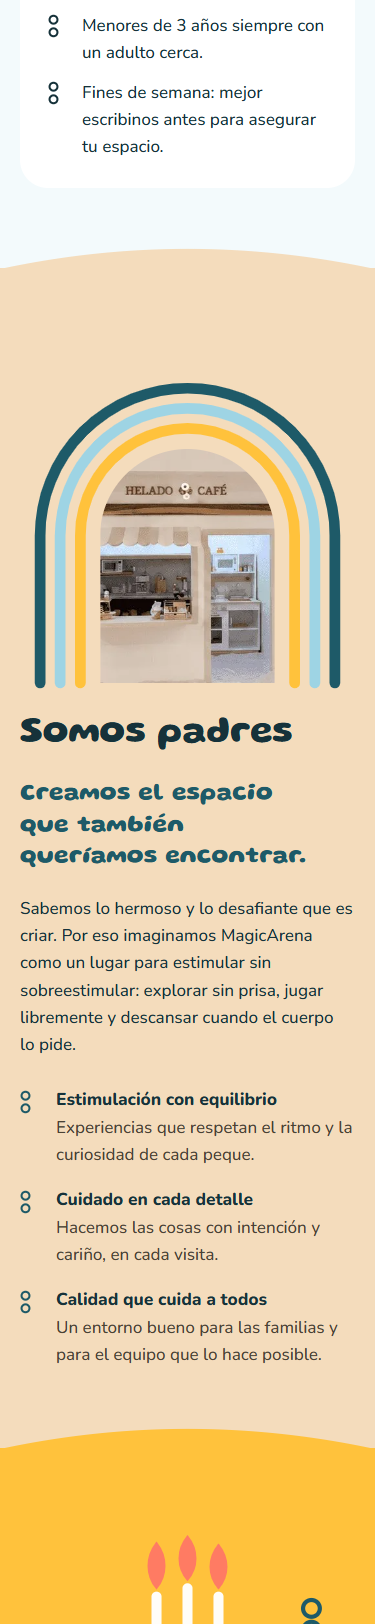 Menores de 3 años siempre con
un adulto cerca.
Fines de semana: mejor
escribinos antes para asegurar
tu espacio.
HELADO CAFÉ
Somos padres
Creamos el espacio
que también
queríamos encontrar.
Sabemos lo hermoso y lo desafiante que es
criar. Por eso imaginamos MagicArena
como un lugar para estimular sin
sobreestimular: explorar sin prisa, jugar
libremente y descansar cuando el cuerpo
lo pide.
Estimulación con equilibrio
Experiencias que respetan el ritmo y la
curiosidad de cada peque.
Cuidado en cada detalle
Hacemos las cosas con intención y
cariño, en cada visita.
Calidad que cuida a todos
Un entorno bueno para las familias y
para el equipo que lo hace posible.